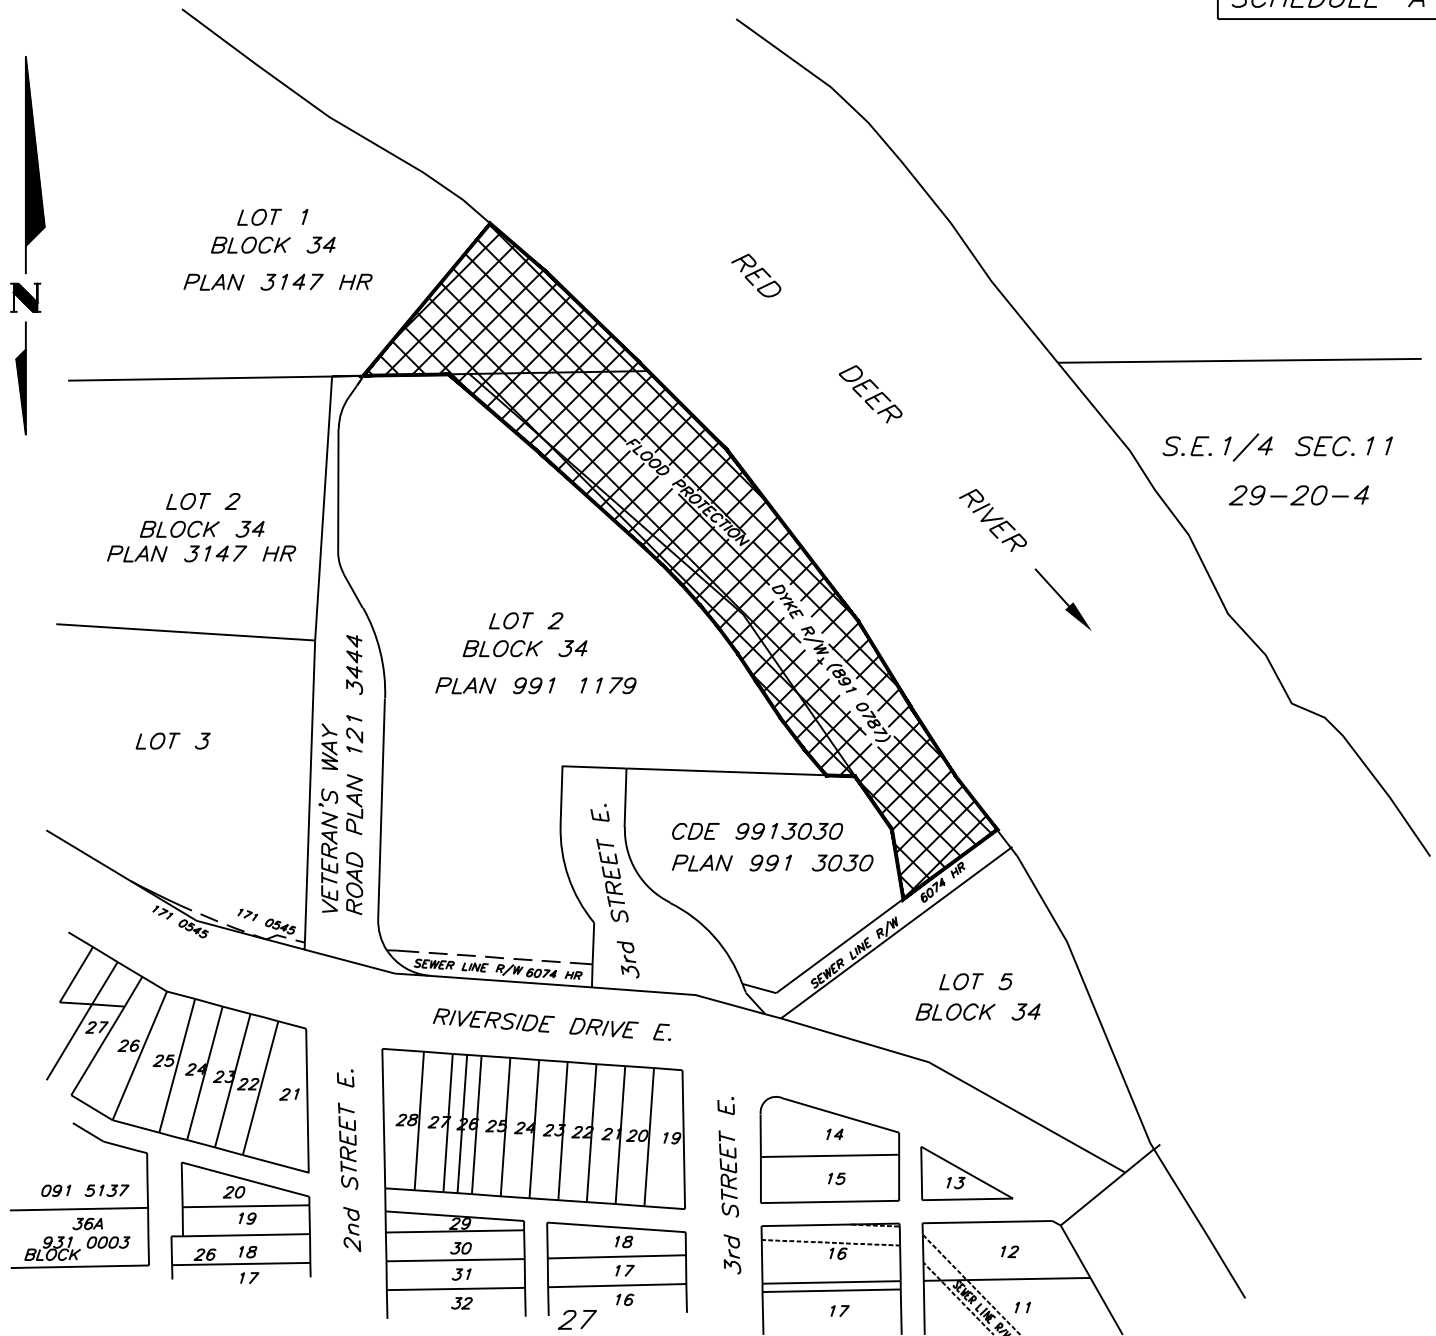 SCHEDULE "A
LOT 1
BLOCK 34
PLAN 3147 HR
N
RED
DEER
RIVER
S.E.1/4 SEC.11
29-20-4
FLOOD PROTECTION
DYKE R/W (891 0787)
LOT 2
BLOCK 34
PLAN 3147 HR
LOT 2
BLOCK 34
PLAN 991 1179
LOT 3
VETERAN'S WAY
ROAD PLAN 121 3444
3rd STREET E.
CDE 9913030
PLAN 991 3030
SEWER LINE R/W 6074 HR
171 0545
171 0545
SEWER LINE R/W 6074 HR
LOT 5
BLOCK 34
RIVERSIDE DRIVE E.
27
26
25
24
23
22
21
2nd STREET E.
28
27
26
25
24
23
22
21
20
19
3rd STREET E.
14
15
13
091 5137
36A
931 0003
BLOCK
20
19
26
18
17
29
30
31
32
18
17
16
27
16
17
12
11
SEWER LINE R/W